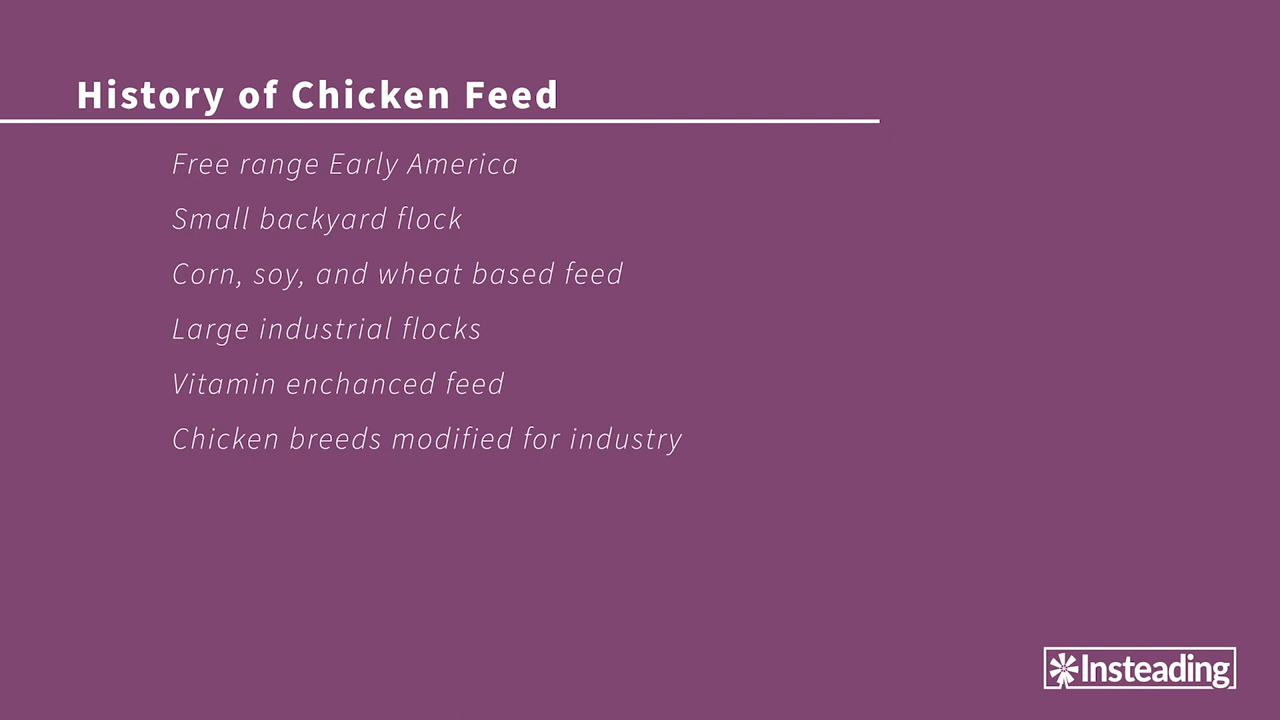 History of Chicken Feed
Free range Early America
Small backyard flock
Corn, soy, and wheat based feed
Large industrial flocks
Vitamin enchanced feed
Chicken breeds modified for industry
Insteading